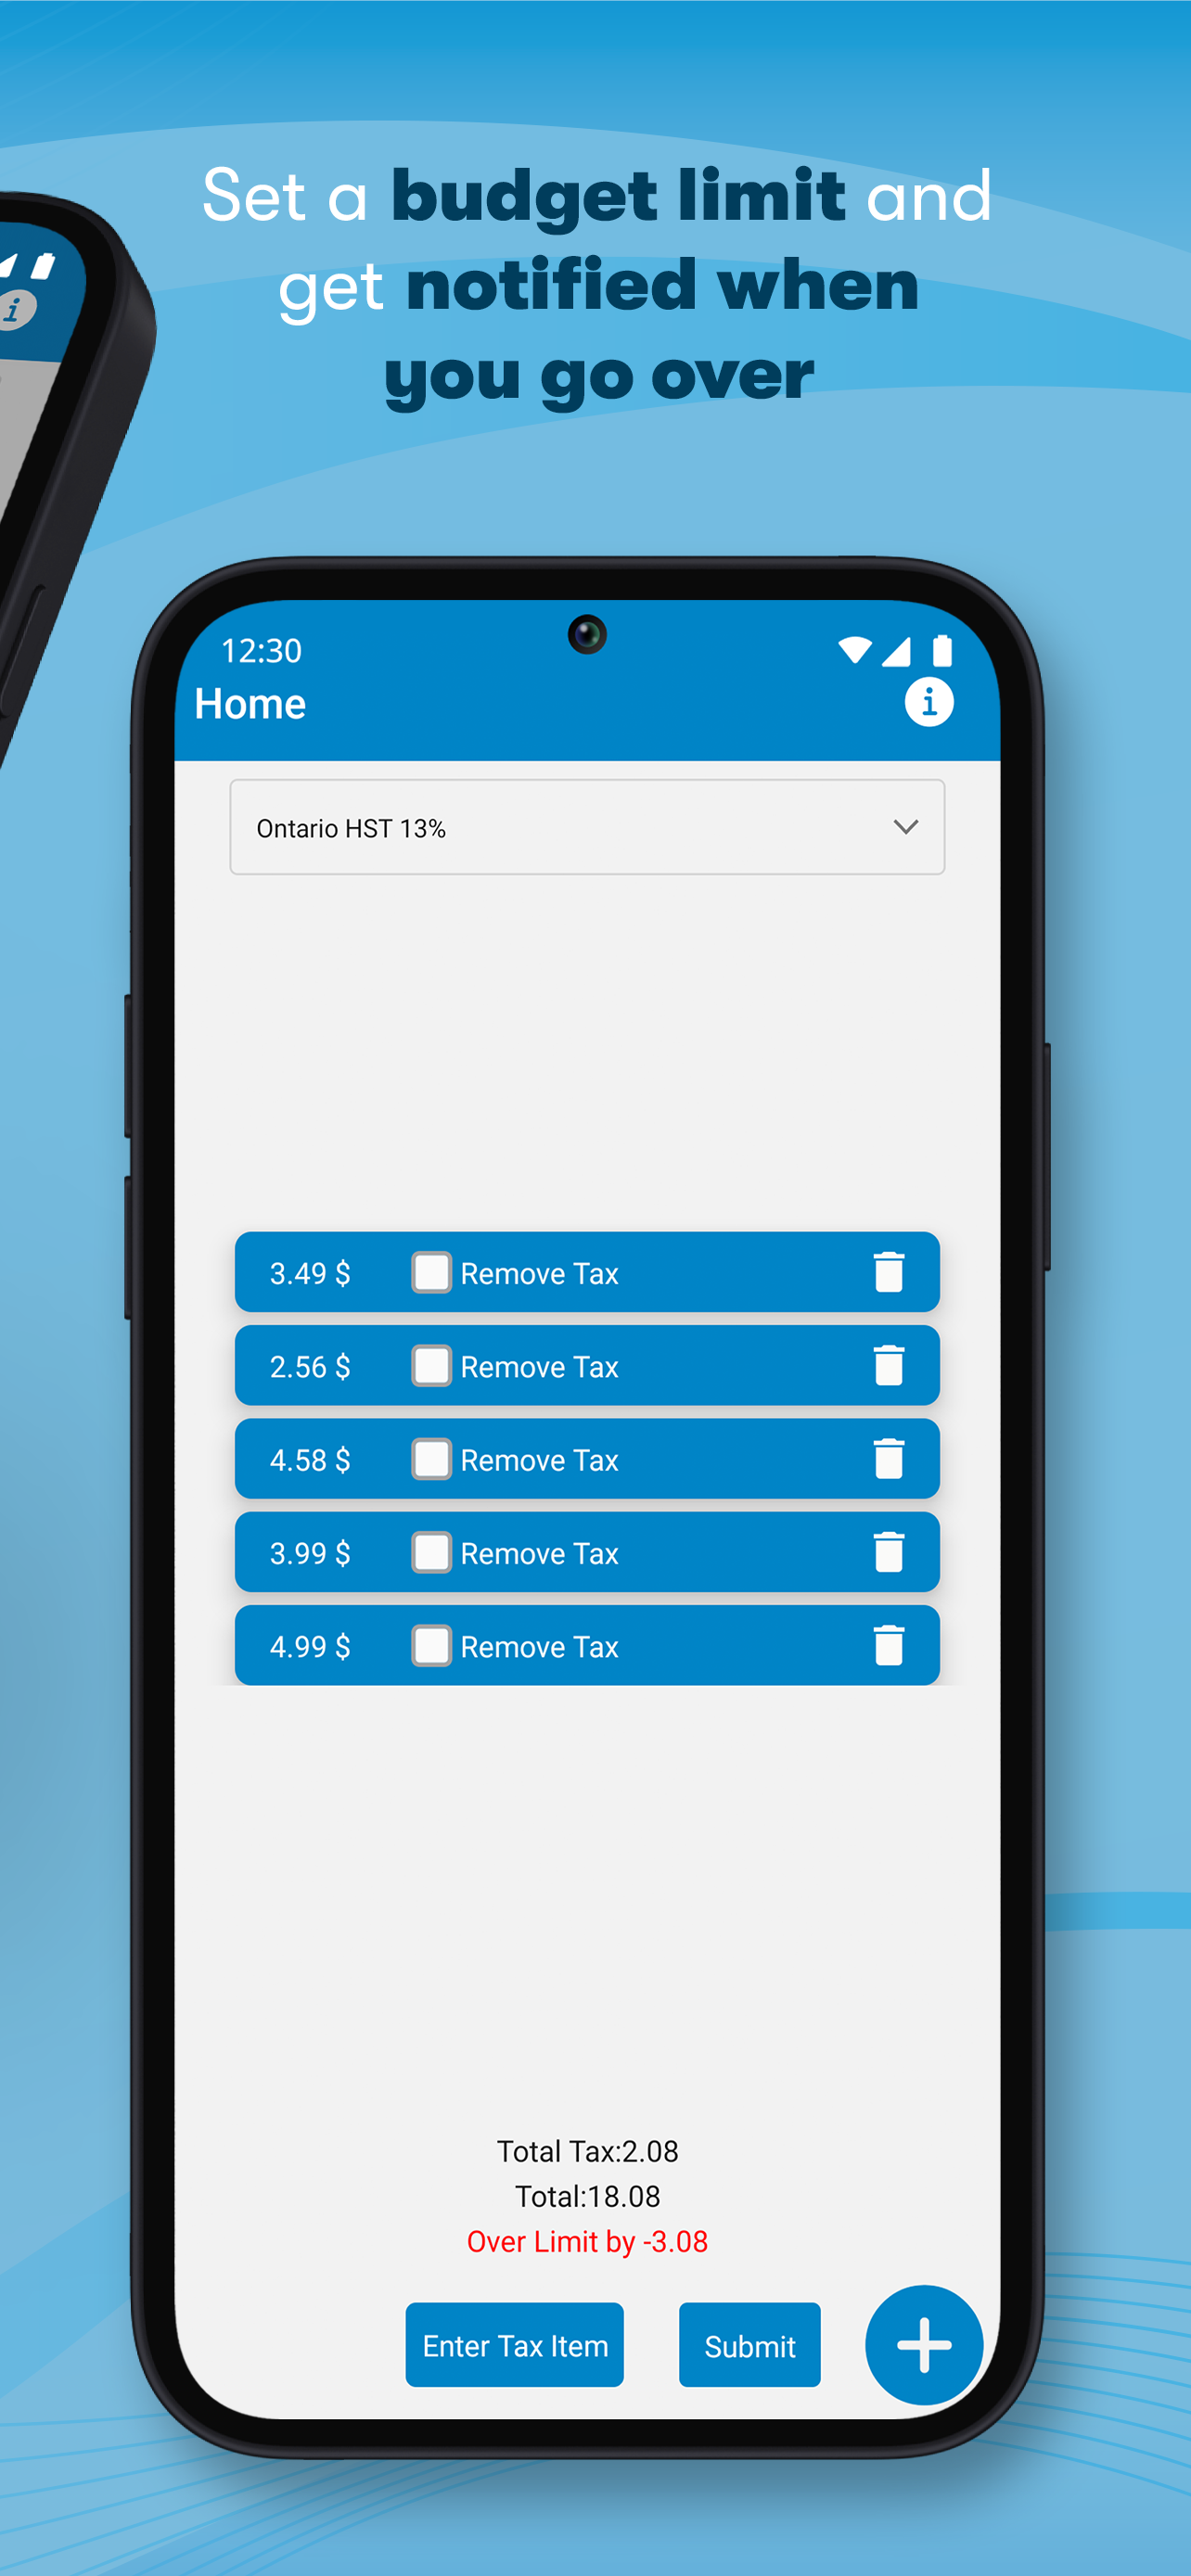 Set a budget limit and
get notified when
you go over
12:30
Home
Ontario HST 13%
3.49 $ Remove Tax
2.56 $ Remove Tax
4.58 $ Remove Tax
3.99 $ Remove Tax
4.99 $ Remove Tax
Total Tax:2.08
Total:18.08
Over Limit by -3.08
Enter Tax Item Submit